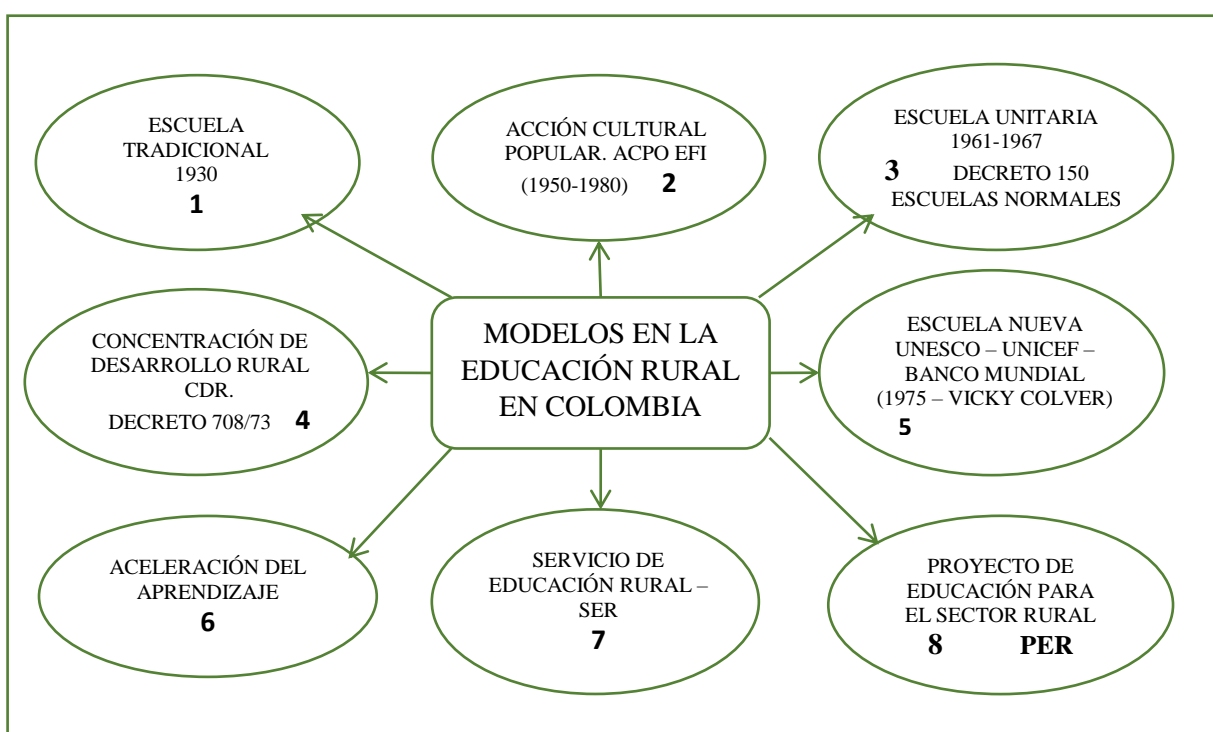 ESCUELA
TRADICIONAL
1930
1
ACCIÓN CULTURAL
POPULAR. ACPO EFI
(1950-1980) 2
ESCUELA UNITARIA
1961-1967
3 DECRETO 150
ESCUELAS NORMALES
CONCENTRACIÓN DE
DESARROLLO RURAL
CDR.
DECRETO 708/73 4
MODELOS EN LA
EDUCACIÓN RURAL
EN COLOMBIA
ESCUELA NUEVA
UNESCO – UNICEF –
BANCO MUNDIAL
(1975 – VICKY COLVER)
5
ACELERACIÓN DEL
APRENDIZAJE
6
SERVICIO DE
EDUCACIÓN RURAL –
SER
7
PROYECTO DE
EDUCACIÓN PARA
EL SECTOR RURAL
8 PER